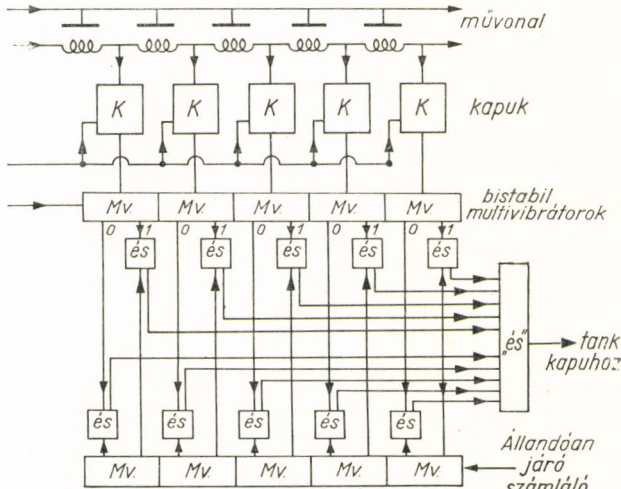 művonal
K K K K K
kapuk
Mv. Mv. Mv. Mv. Mv.
bistabil
multivibrátorok
0 1 0 1 0 1 0 1 0 1
és és és és és
"és"
tank
kapuhoz
és és és és és
Mv. Mv. Mv. Mv. Mv.
Állandóan
járó
számláló